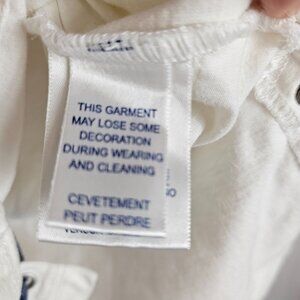 THIS GARMENT
MAY LOSE SOME
DECORATION
DURING WEARING
AND CLEANING
CEVETEMENT
PEUT PERDRE